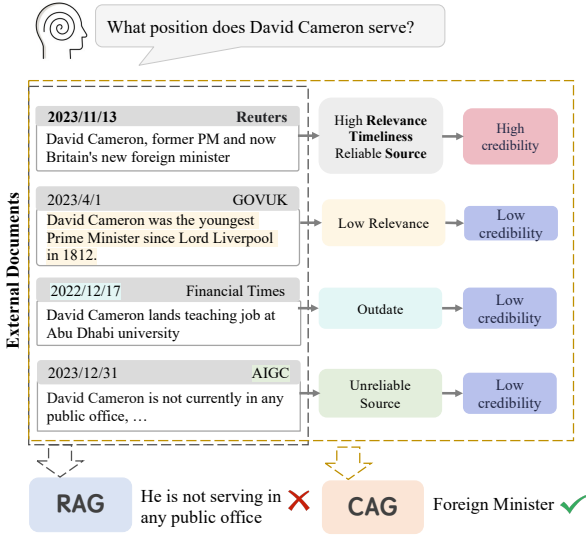 What position does David Cameron serve?
External Documents
2023/11/13 Reuters
David Cameron, former PM and now
Britain's new foreign minister
High Relevance
Timeliness
Reliable Source
High
credibility
2023/4/1 GOVUK
David Cameron was the youngest
Prime Minister since Lord Liverpool
in 1812.
Low Relevance
Low
credibility
2022/12/17 Financial Times
David Cameron lands teaching job at
Abu Dhabi university
Outdate
Low
credibility
2023/12/31 AIGC
David Cameron is not currently in any
public office, …
Unreliable
Source
Low
credibility
RAG
He is not serving in
any public office
CAG
Foreign Minister